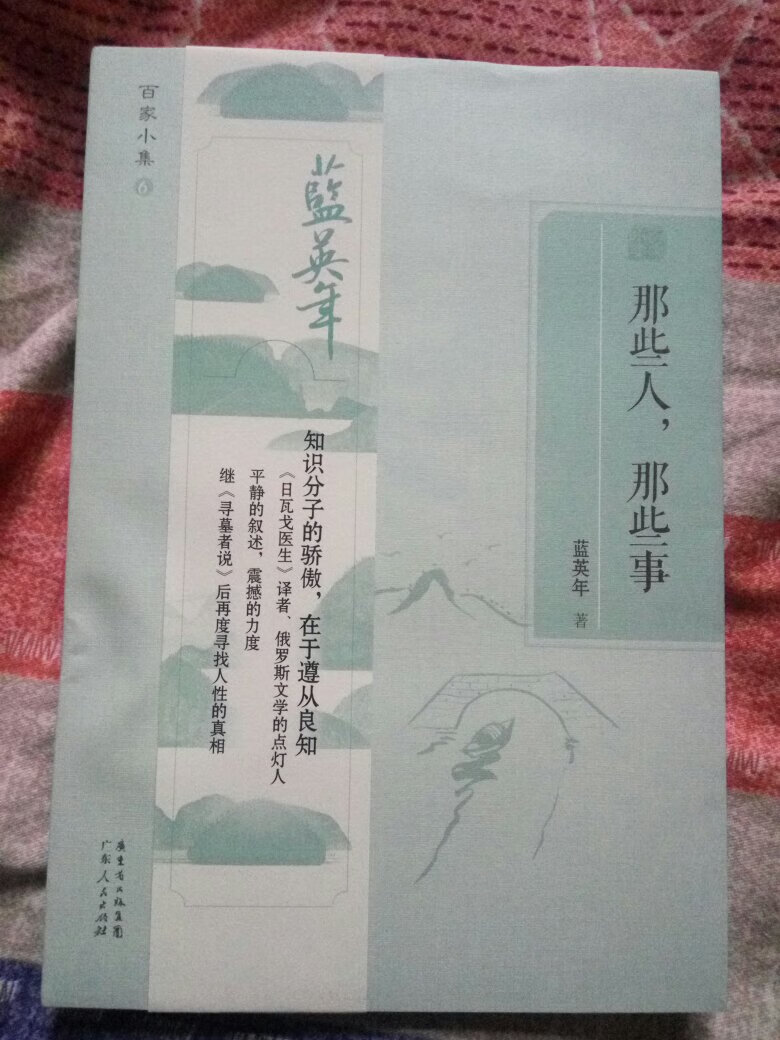 那些人，那些事
蓝英年 著
藍英年
知识分子的骄傲，在于遵从良知
《日瓦戈医生》译者、俄罗斯文学的点灯人
平静的叙述，震撼的力度
继《寻墓者说》后再度寻找人性的真相
百家小集 6
廣東省出版集團
广东人民出版社